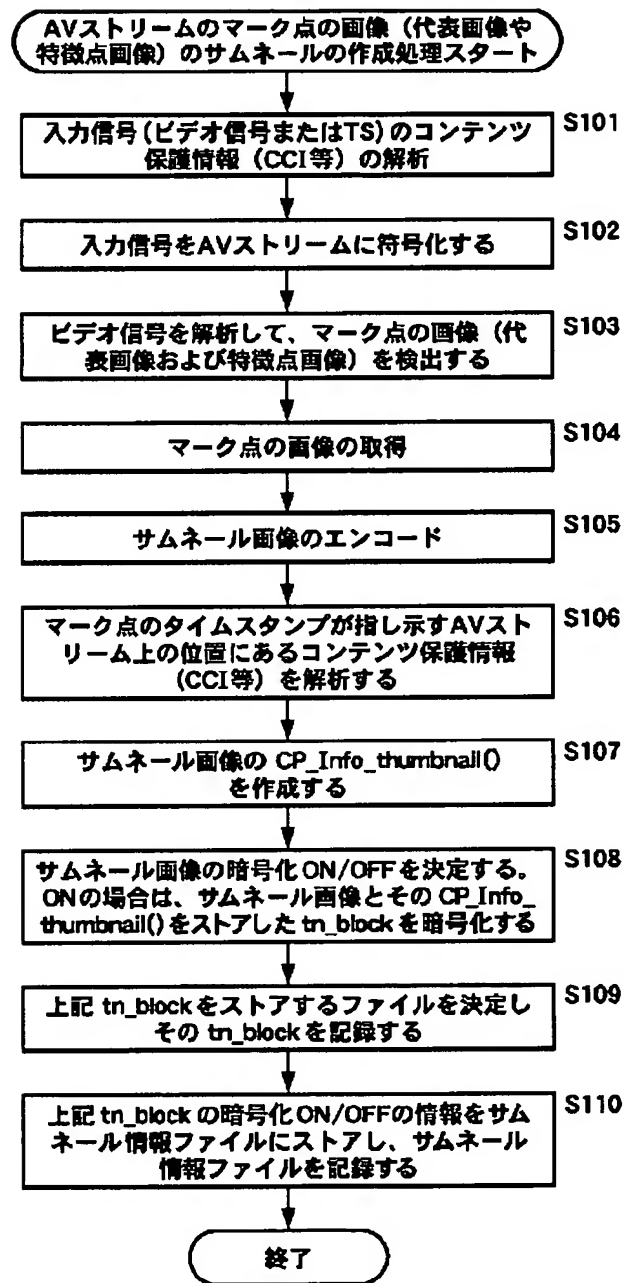 AVストリームのマーク点の画像（代表画像や
特徴点画像）のサムネールの作成処理スタート
S101
入力信号（ビデオ信号またはTS）のコンテンツ
保護情報（CCI等）の解析
S102
入力信号をAVストリームに符号化する
S103
ビデオ信号を解析して、マーク点の画像（代
表画像および特徴点画像）を検出する
S104
マーク点の画像の取得
S105
サムネール画像のエンコード
S106
マーク点のタイムスタンプが指し示すAVスト
リーム上の位置にあるコンテンツ保護情報
（CCI等）を解析する
S107
サムネール画像の CP_Info_thumbnail()
を作成する
S108
サムネール画像の暗号化ON/OFFを決定する。
ONの場合は、サムネール画像とその CP_Info_
thumbnail()をストアした tn_block を暗号化する
S109
上記 tn_block をストアするファイルを決定し
その tn_block を記録する
S110
上記 tn_block の暗号化ON/OFFの情報をサム
ネール情報ファイルにストアし、サムネール
情報ファイルを記録する
終了